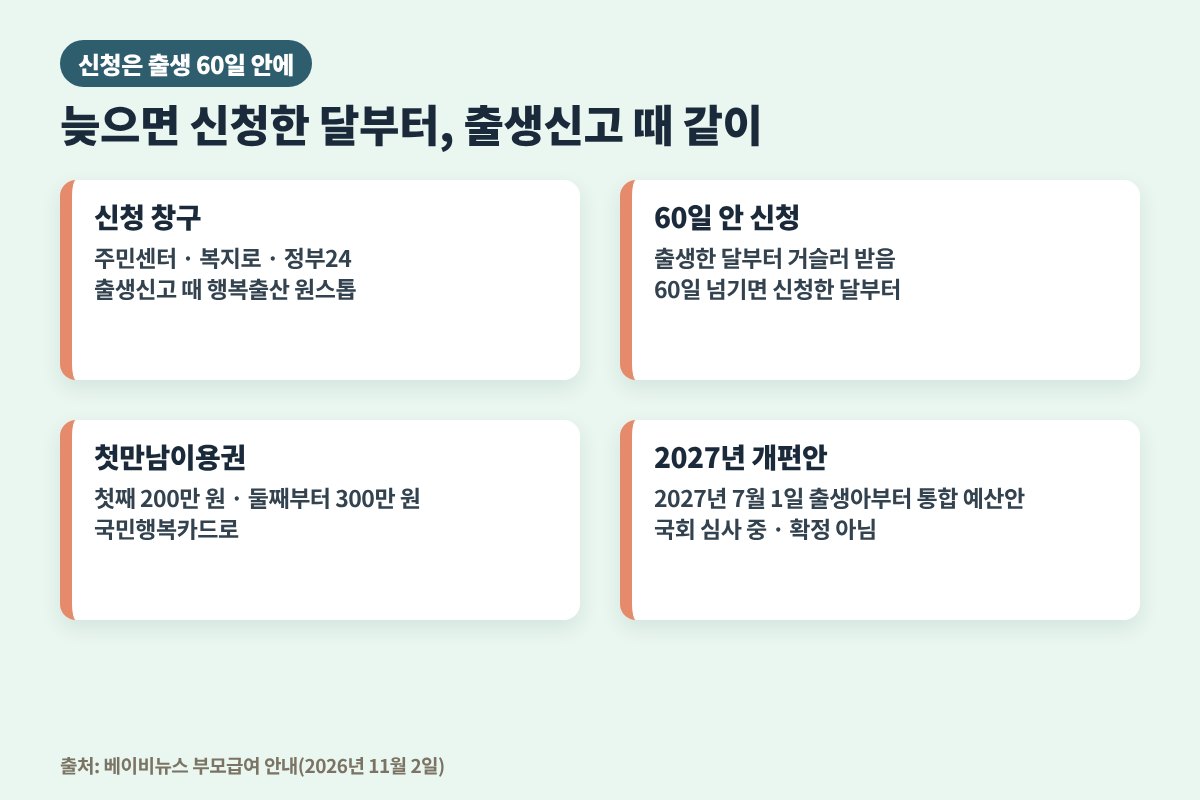 신청은 출생 60일 안에
늦으면 신청한 달부터, 출생신고 때 같이
신청 창구
주민센터 · 복지로 · 정부24
출생신고 때 행복출산 원스톱
60일 안 신청
출생한 달부터 거슬러 받음
60일 넘기면 신청한 달부터
첫만남이용권
첫째 200만 원 · 둘째부터 300만 원
국민행복카드로
2027년 개편안
2027년 7월 1일 출생아부터 통합 예산안
국회 심사 중 · 확정 아님
출처: 베이비뉴스 부모급여 안내(2026년 11월 2일)